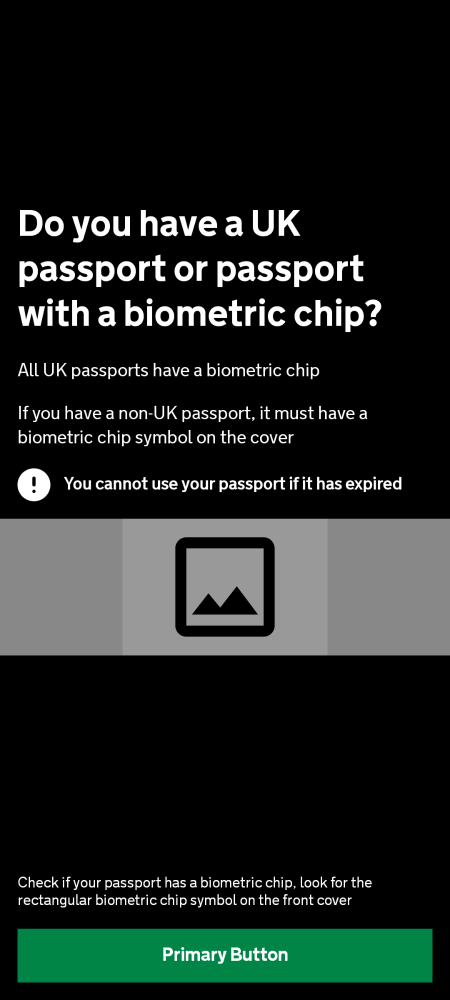 Do you have a UK
passport or passport
with a biometric chip?
All UK passports have a biometric chip
If you have a non-UK passport, it must have a
biometric chip symbol on the cover
You cannot use your passport if it has expired
Check if your passport has a biometric chip, look for the
rectangular biometric chip symbol on the front cover
Primary Button